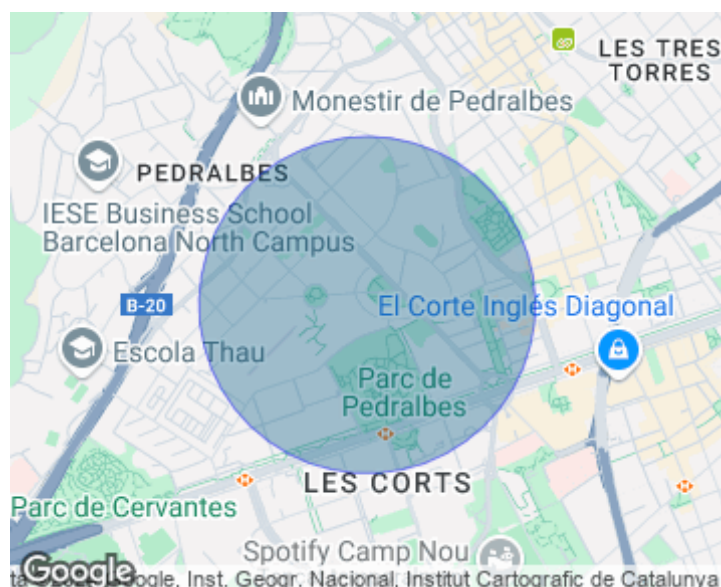 LES TRES
TORRES
Monestir de Pedralbes
PEDRALBES
IESE Business School
Barcelona North Campus
B-20
El Corte Inglés Diagonal
Escola Thau
Parc de
Pedralbes
LES CORTS
Parc de Cervantes
Spotify Camp Nou
Google
Google, Inst. Geogr. Nacional, Institut Cartografic de Catalunya